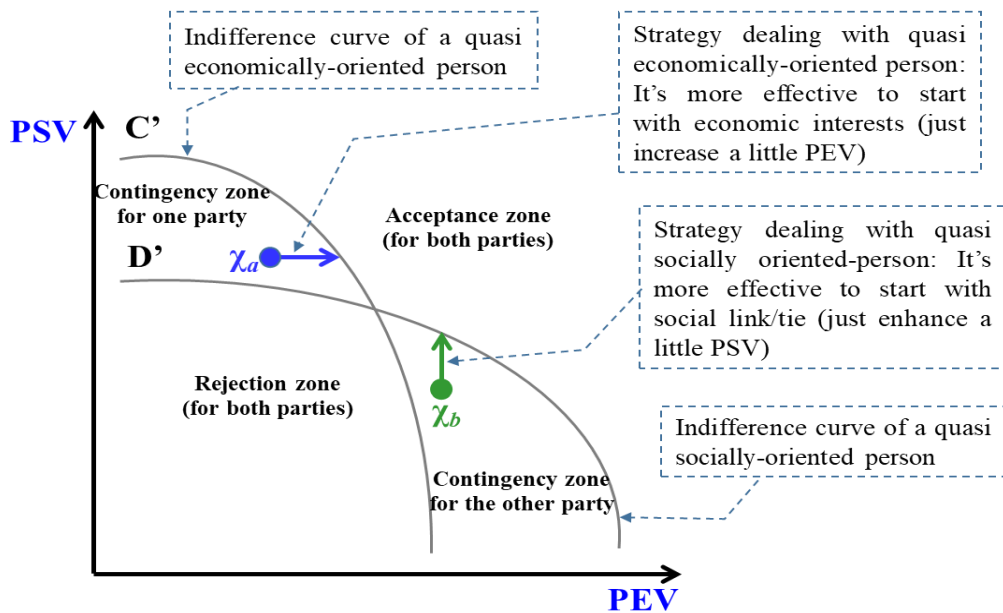 Indifference curve of a quasi
economically-oriented person
Strategy dealing with quasi
economically-oriented person:
It's more effective to start
with economic interests (just
increase a little PEV)
PSV
C’
Contingency zone
for one party
Acceptance zone
(for both parties)
D’
χa
Strategy dealing with quasi
socially oriented-person: It's
more effective to start with
social link/tie (just enhance a
little PSV)
Rejection zone
(for both parties)
χb
Indifference curve of a quasi
socially-oriented person
Contingency zone
for the other party
PEV